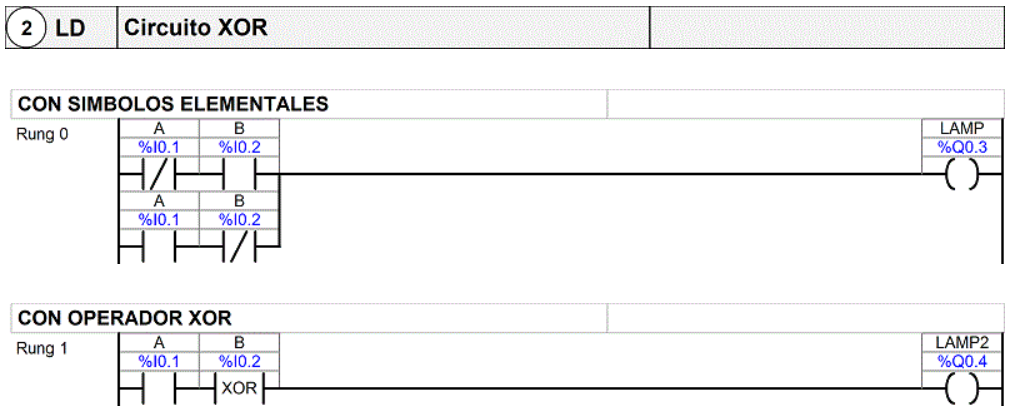 2 LD Circuito XOR
CON SIMBOLOS ELEMENTALES
Rung 0 A B LAMP
%I0.1 %I0.2 %Q0.3
A B
%I0.1 %I0.2
CON OPERADOR XOR
Rung 1 A B LAMP2
%I0.1 %I0.2 %Q0.4
XOR